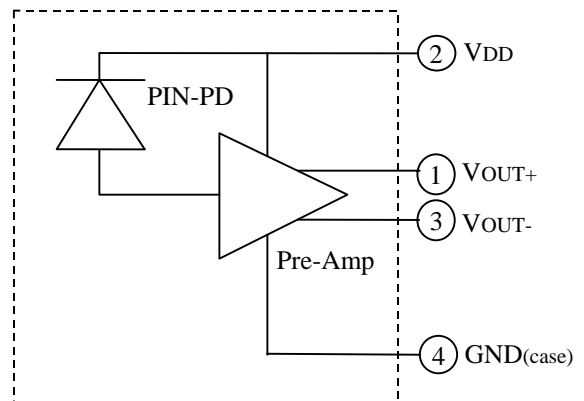 2 VDD
PIN-PD
1 VOUT+
3 VOUT-
Pre-Amp
4 GND(case)